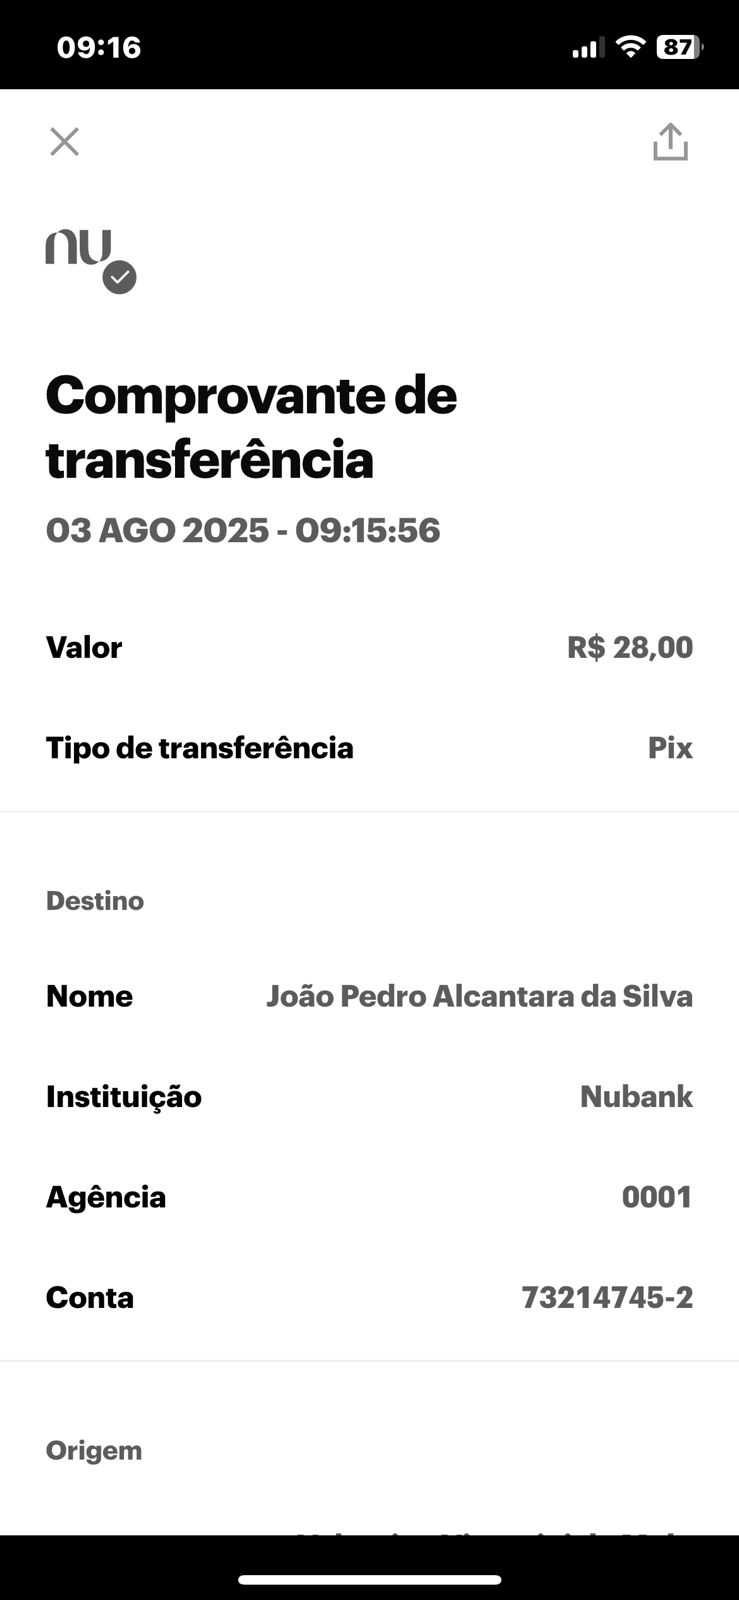 09:16
87
nu
Comprovante de
transferência
03 AGO 2025 - 09:15:56
Valor R$ 28,00
Tipo de transferência Pix
Destino
Nome João Pedro Alcantara da Silva
Instituição Nubank
Agência 0001
Conta 73214745-2
Origem